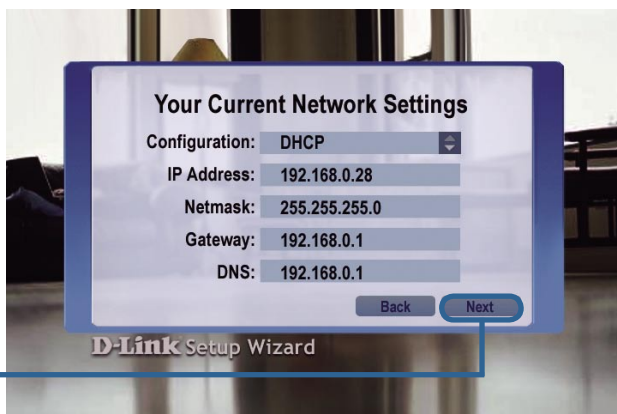 Your Current Network Settings
Configuration: DHCP
IP Address: 192.168.0.28
Netmask: 255.255.255.0
Gateway: 192.168.0.1
DNS: 192.168.0.1
Back Next
D-Link Setup Wizard